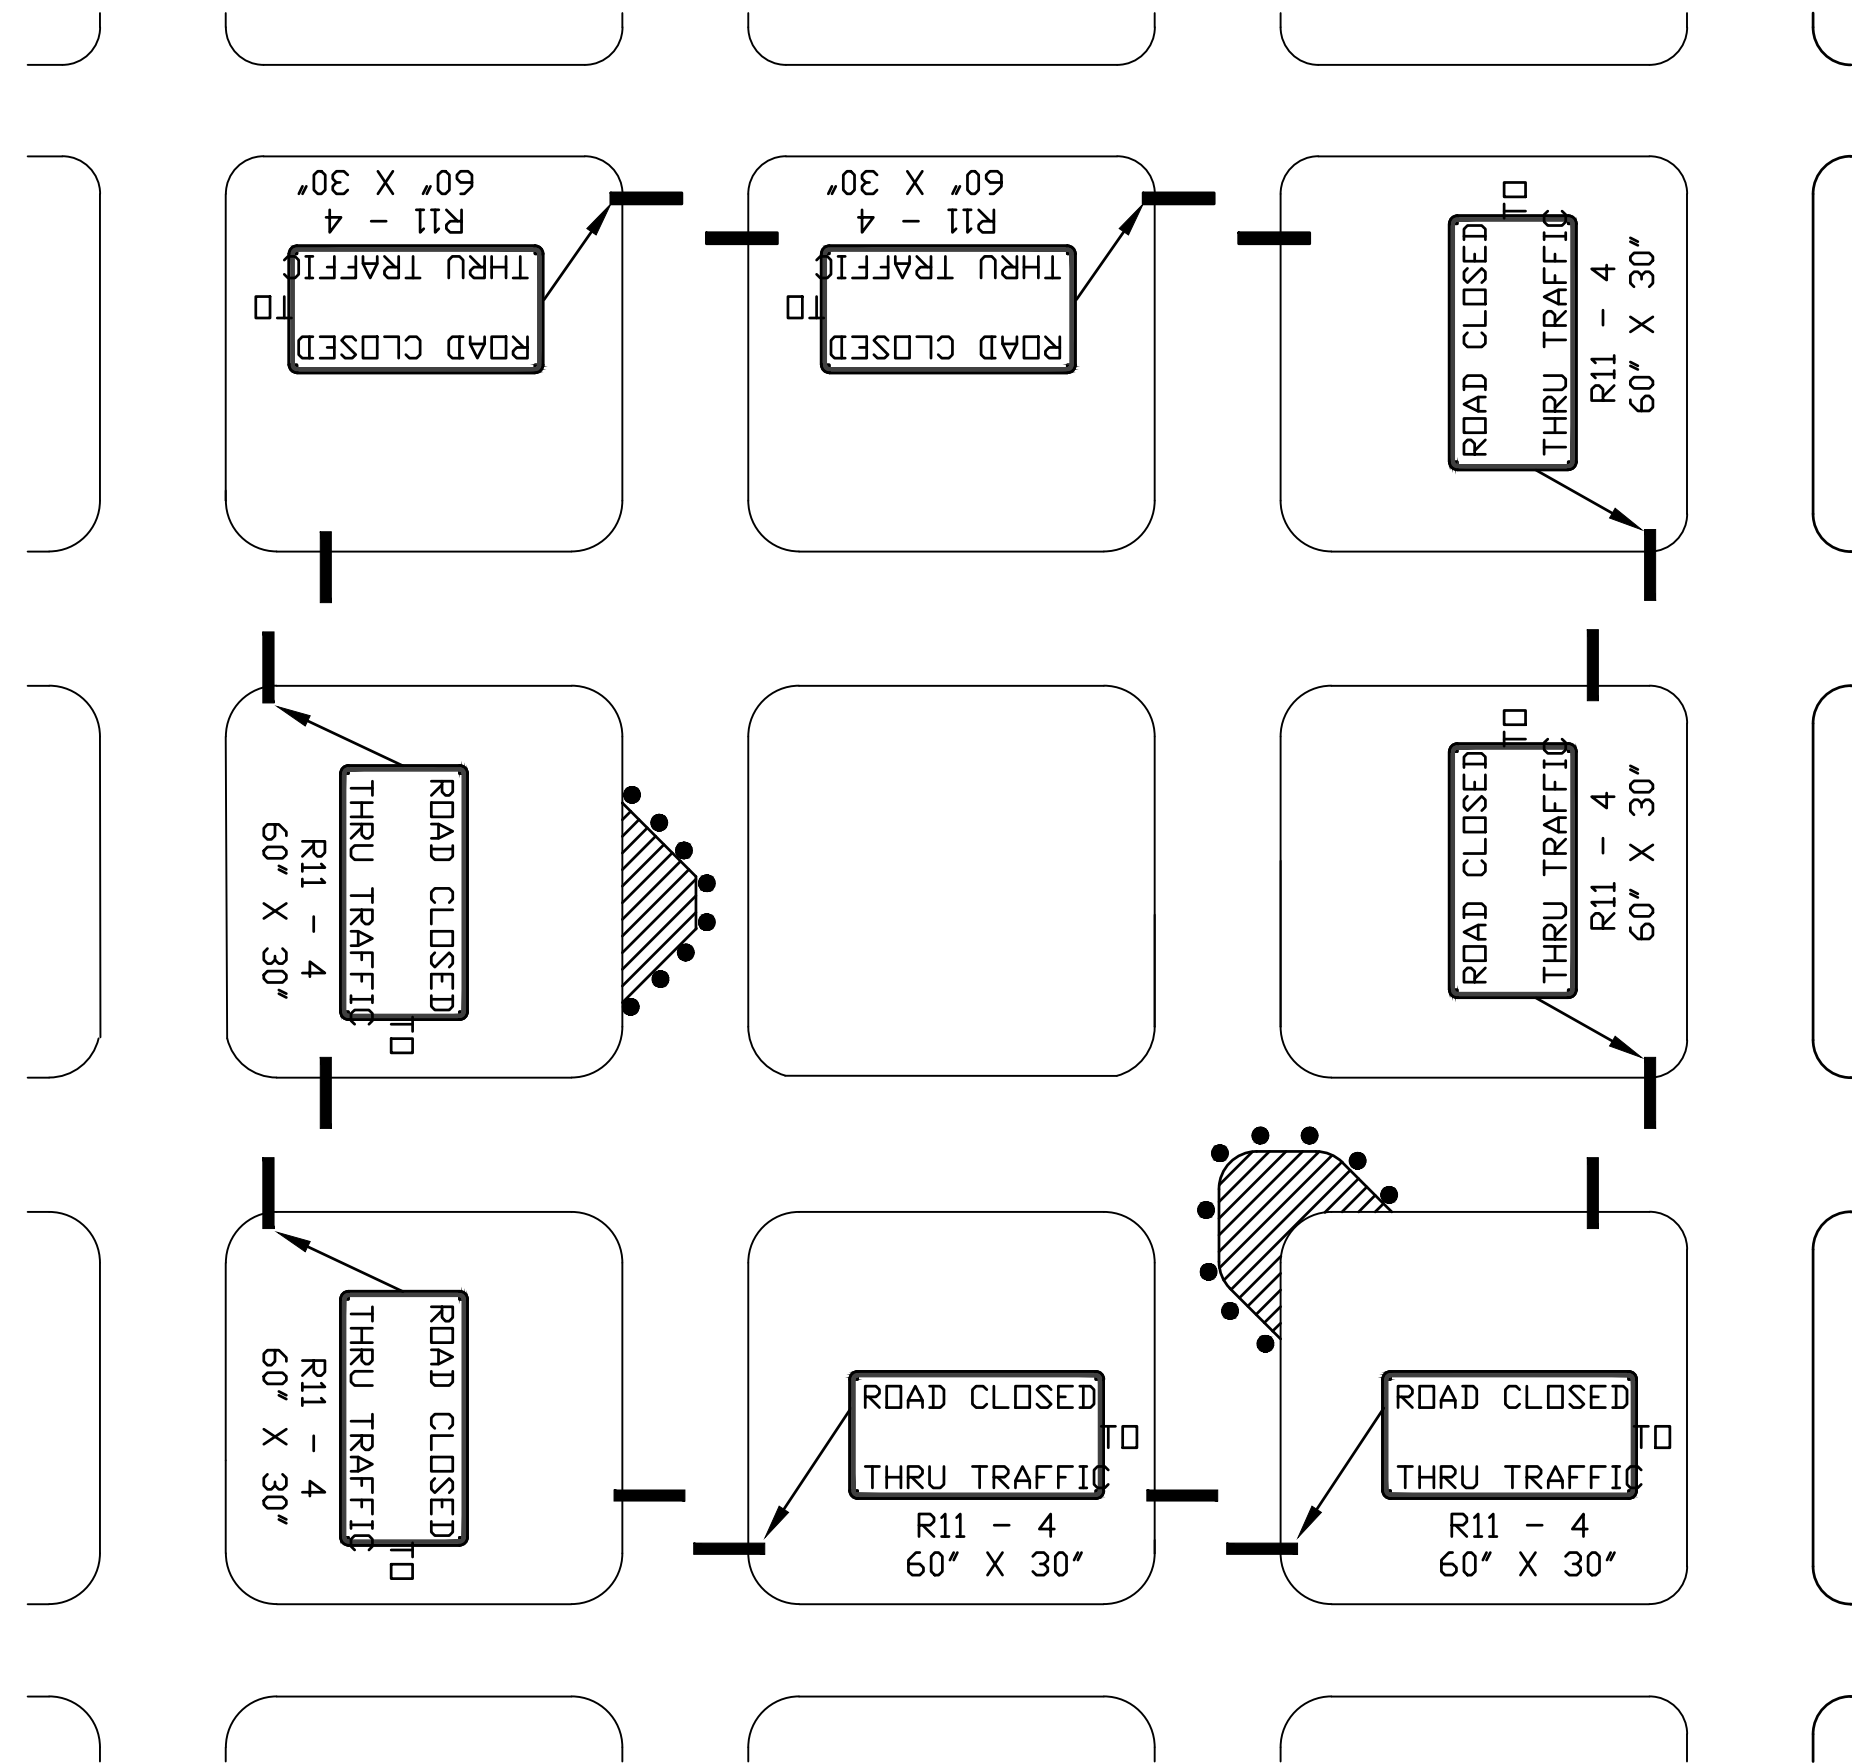 60" X 30"
R11 - 4
THRU TRAFFIC
TO
ROAD CLOSED
60" X 30"
R11 - 4
THRU TRAFFIC
TO
ROAD CLOSED
ROAD CLOSED
TO
THRU TRAFFIC
R11 - 4
60" X 30"
ROAD CLOSED
TO
THRU TRAFFIC
R11 - 4
60" X 30"
ROAD CLOSED
TO
THRU TRAFFIC
R11 - 4
60" X 30"
ROAD CLOSED
TO
THRU TRAFFIC
R11 - 4
60" X 30"
ROAD CLOSED
TO
THRU TRAFFIC
R11 - 4
60" X 30"
ROAD CLOSED
TO
THRU TRAFFIC
R11 - 4
60" X 30"